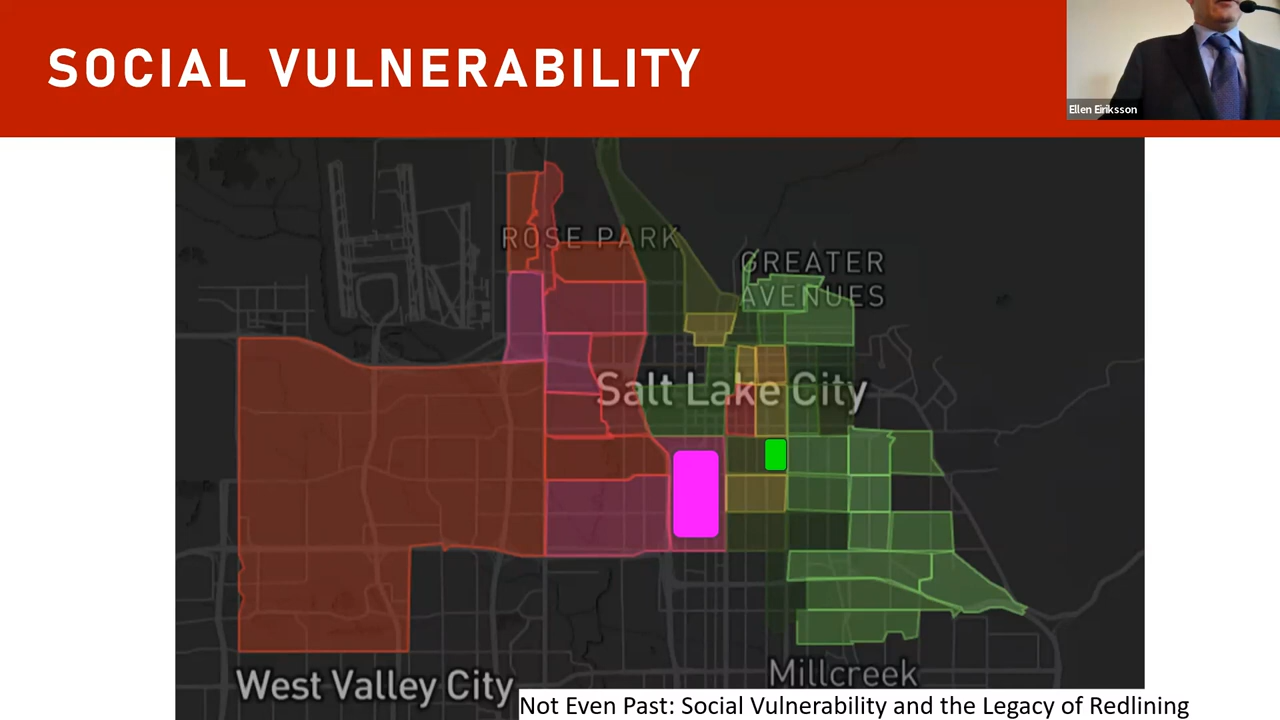 SOCIAL VULNERABILITY
Ellen Eiriksson
ROSE PARK
GREATER
AVENUES
Salt Lake City
West Valley City
Millcreek
Not Even Past: Social Vulnerability and the Legacy of Redlining